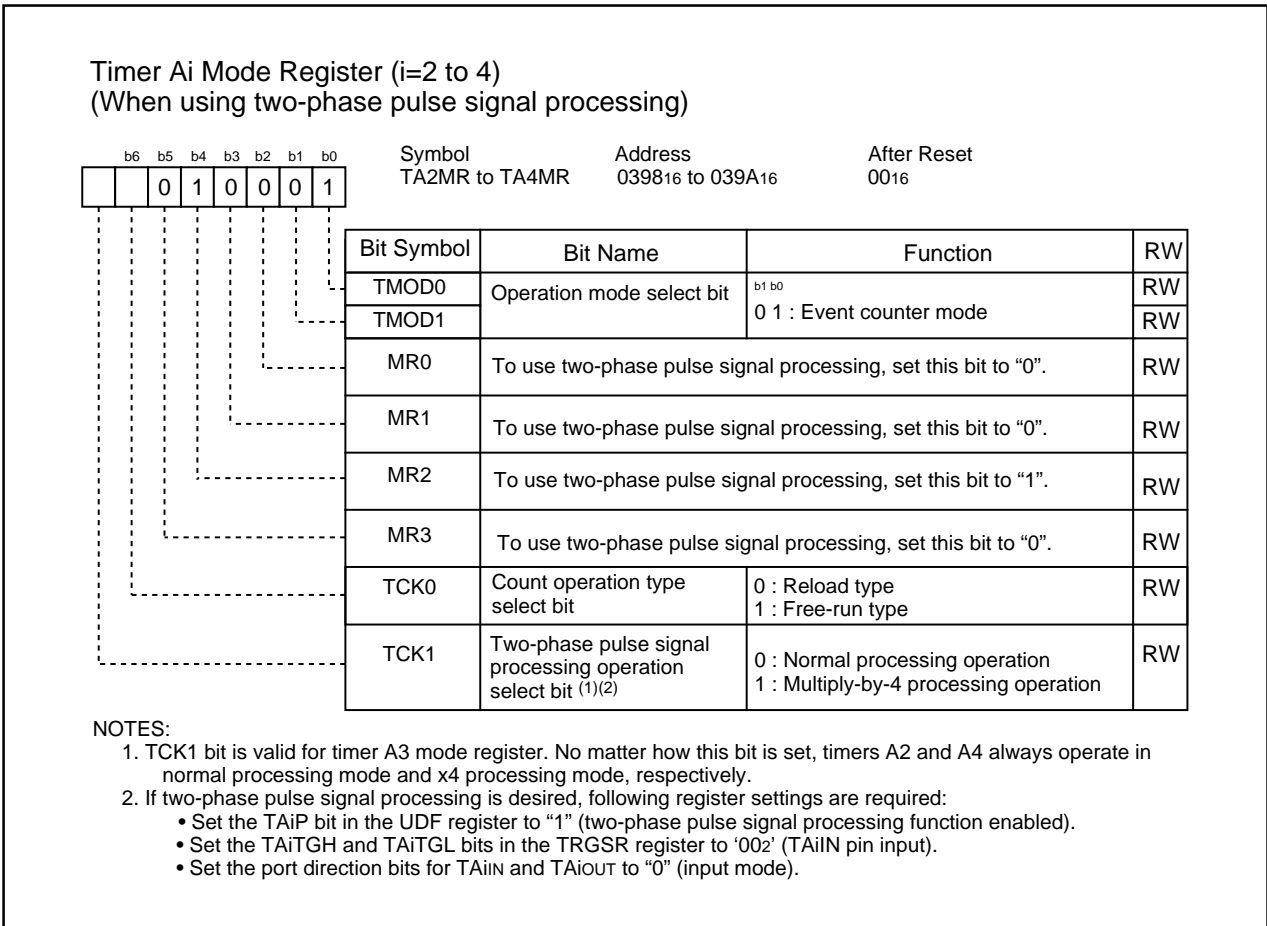 Timer Ai Mode Register (i=2 to 4)
(When using two-phase pulse signal processing)
b6 b5 b4 b3 b2 b1 b0
0 1 0 0 0 1
Symbol Address After Reset
TA2MR to TA4MR 039816 to 039A16 0016
Bit Symbol Bit Name Function RW
TMOD0 Operation mode select bit b1 b0 RW
TMOD1 0 1 : Event counter mode RW
MR0 To use two-phase pulse signal processing, set this bit to “0”. RW
MR1 To use two-phase pulse signal processing, set this bit to “0”. RW
MR2 To use two-phase pulse signal processing, set this bit to “1”. RW
MR3 To use two-phase pulse signal processing, set this bit to “0”. RW
TCK0 Count operation type 0 : Reload type RW
select bit 1 : Free-run type
TCK1 Two-phase pulse signal RW
processing operation 0 : Normal processing operation
select bit (1)(2) 1 : Multiply-by-4 processing operation
NOTES:
1. TCK1 bit is valid for timer A3 mode register. No matter how this bit is set, timers A2 and A4 always operate in
normal processing mode and x4 processing mode, respectively.
2. If two-phase pulse signal processing is desired, following register settings are required:
• Set the TAiP bit in the UDF register to “1” (two-phase pulse signal processing function enabled).
• Set the TAiTGH and TAiTGL bits in the TRGSR register to ‘002’ (TAiIN pin input).
• Set the port direction bits for TAiIN and TAiOUT to “0” (input mode).